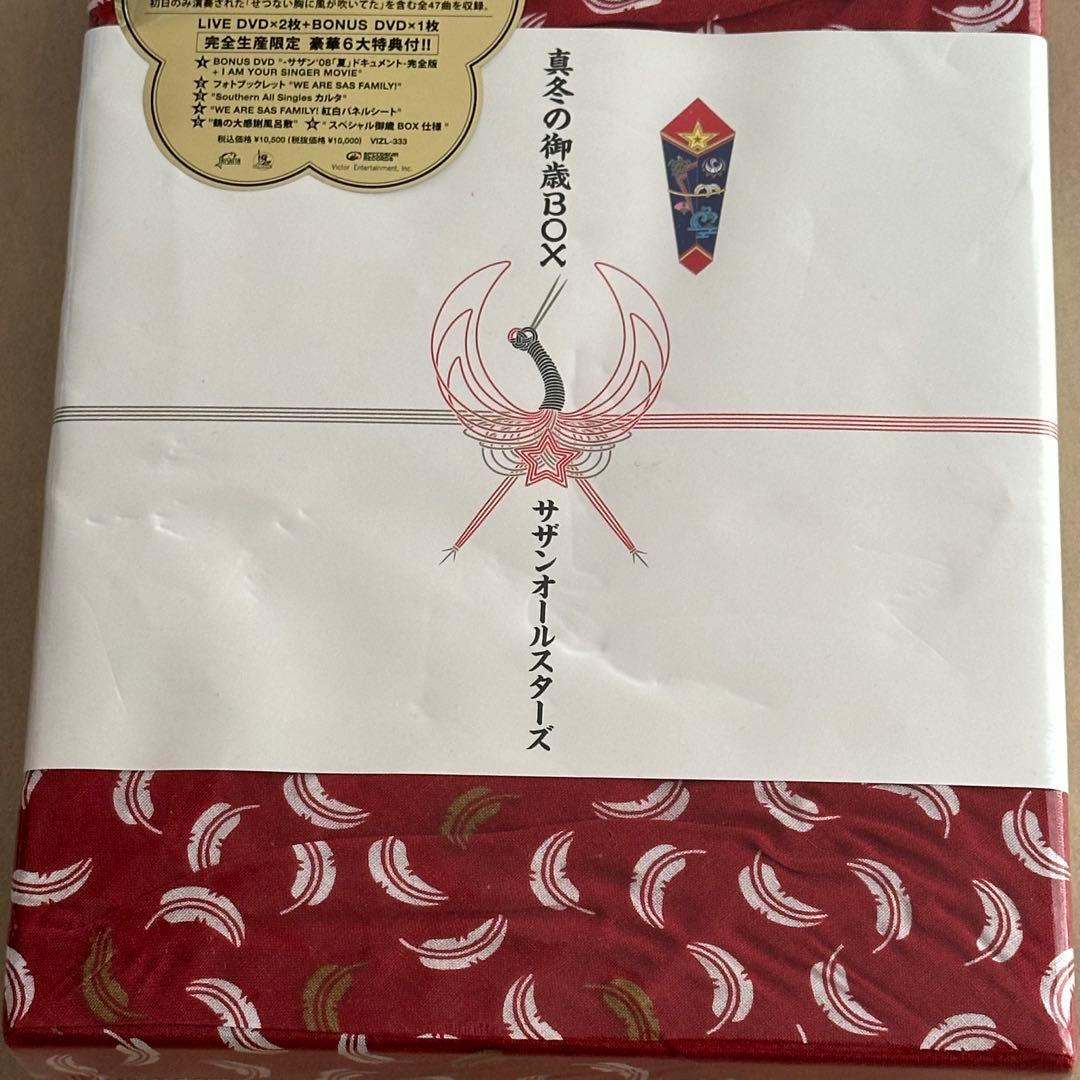 初日のみ演奏された「せつない胸に風が吹いてた」を含む全47曲を収録。
LIVE DVD×2枚+BONUS DVD×1枚
完全生産限定 豪華6大特典付!!
BONUS DVD "-サザン'08「夏」ドキュメント-完全版
+ I AM YOUR SINGER MOVIE"
フォトブックレット "WE ARE SAS FAMILY!"
"Southern All Singles カルタ"
"WE ARE SAS FAMILY! 紅白パネルシート"
"鶴の大感謝風呂敷" "スペシャル御歳BOX仕様"
税込価格 ¥10,500 (税抜価格 ¥10,000) VIZL-333
SPEEDSTAR RECORDS
Victor Entertainment, Inc.
真冬の御歳BOX
サザンオールスターズ